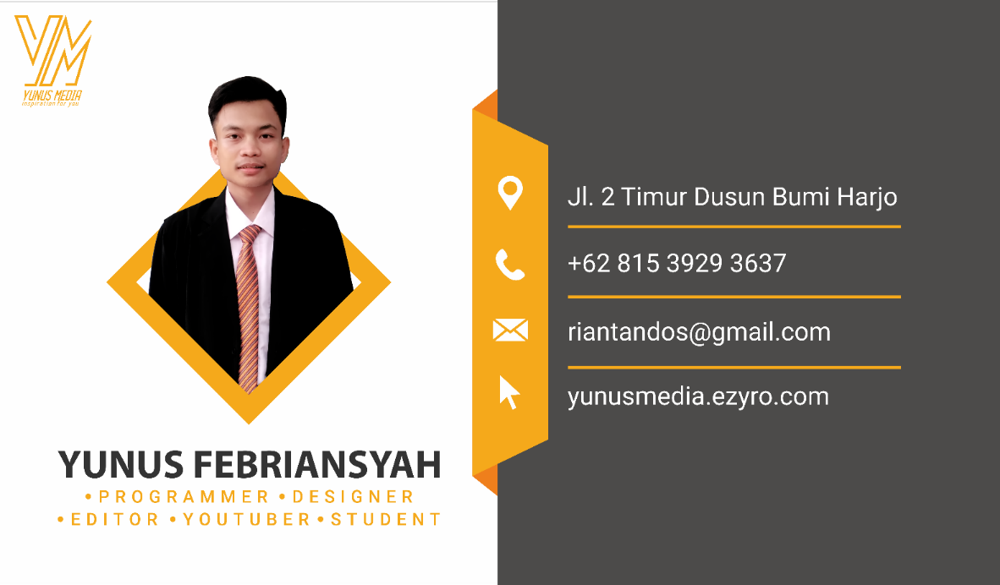 YM
YUNUS MEDIA
inspiration for you
YUNUS FEBRIANSYAH
•PROGRAMMER •DESIGNER
•EDITOR •YOUTUBER •STUDENT
Jl. 2 Timur Dusun Bumi Harjo
+62 815 3929 3637
riantandos@gmail.com
yunusmedia.ezyro.com